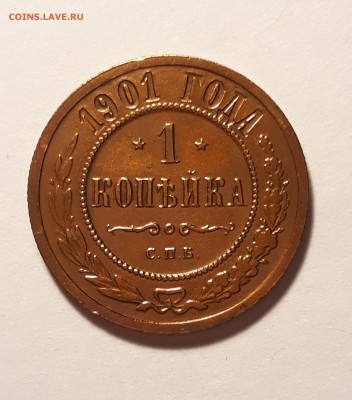 COINS.LAVE.RU
1901 ГОДА
* 1 *
КОПѢЙКА
С.П.Б.